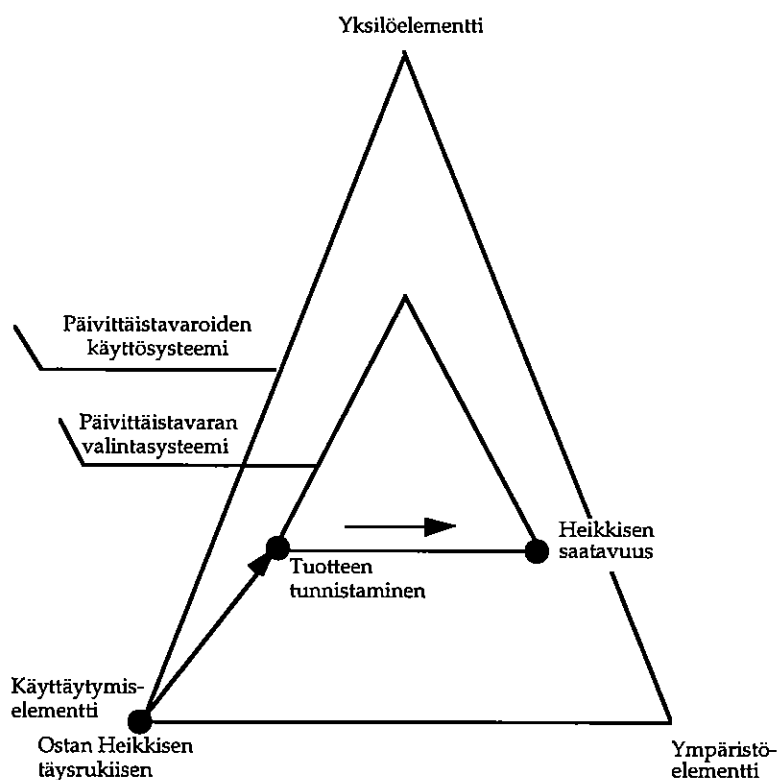 Yksilöelementti
Päivittäistavaroiden
käyttösysteemi
Päivittäistavaran
valintasysteemi
Heikkisen
saatavuus
Tuotteen
tunnistaminen
Käyttäytymis-
elementti
Ostan Heikkisen
täysrukiisen
Ympäristö-
elementti